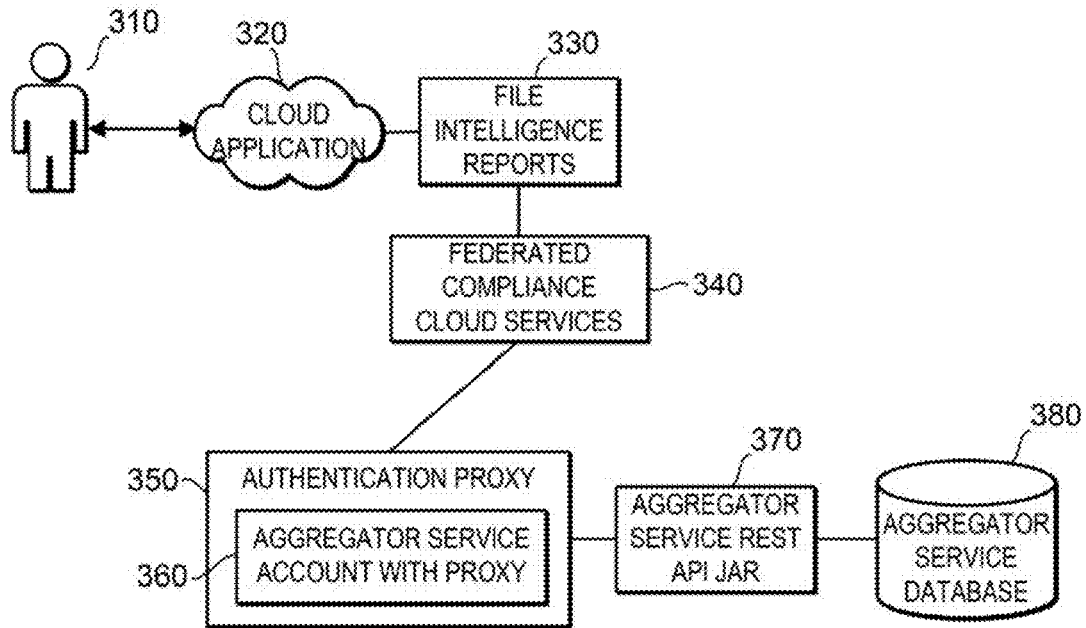 310
320
CLOUD
APPLICATION
330
FILE
INTELLIGENCE
REPORTS
FEDERATED
COMPLIANCE
CLOUD SERVICES
340
350
AUTHENTICATION PROXY
360
AGGREGATOR SERVICE
ACCOUNT WITH PROXY
370
AGGREGATOR
SERVICE REST
API JAR
380
AGGREGATOR
SERVICE
DATABASE